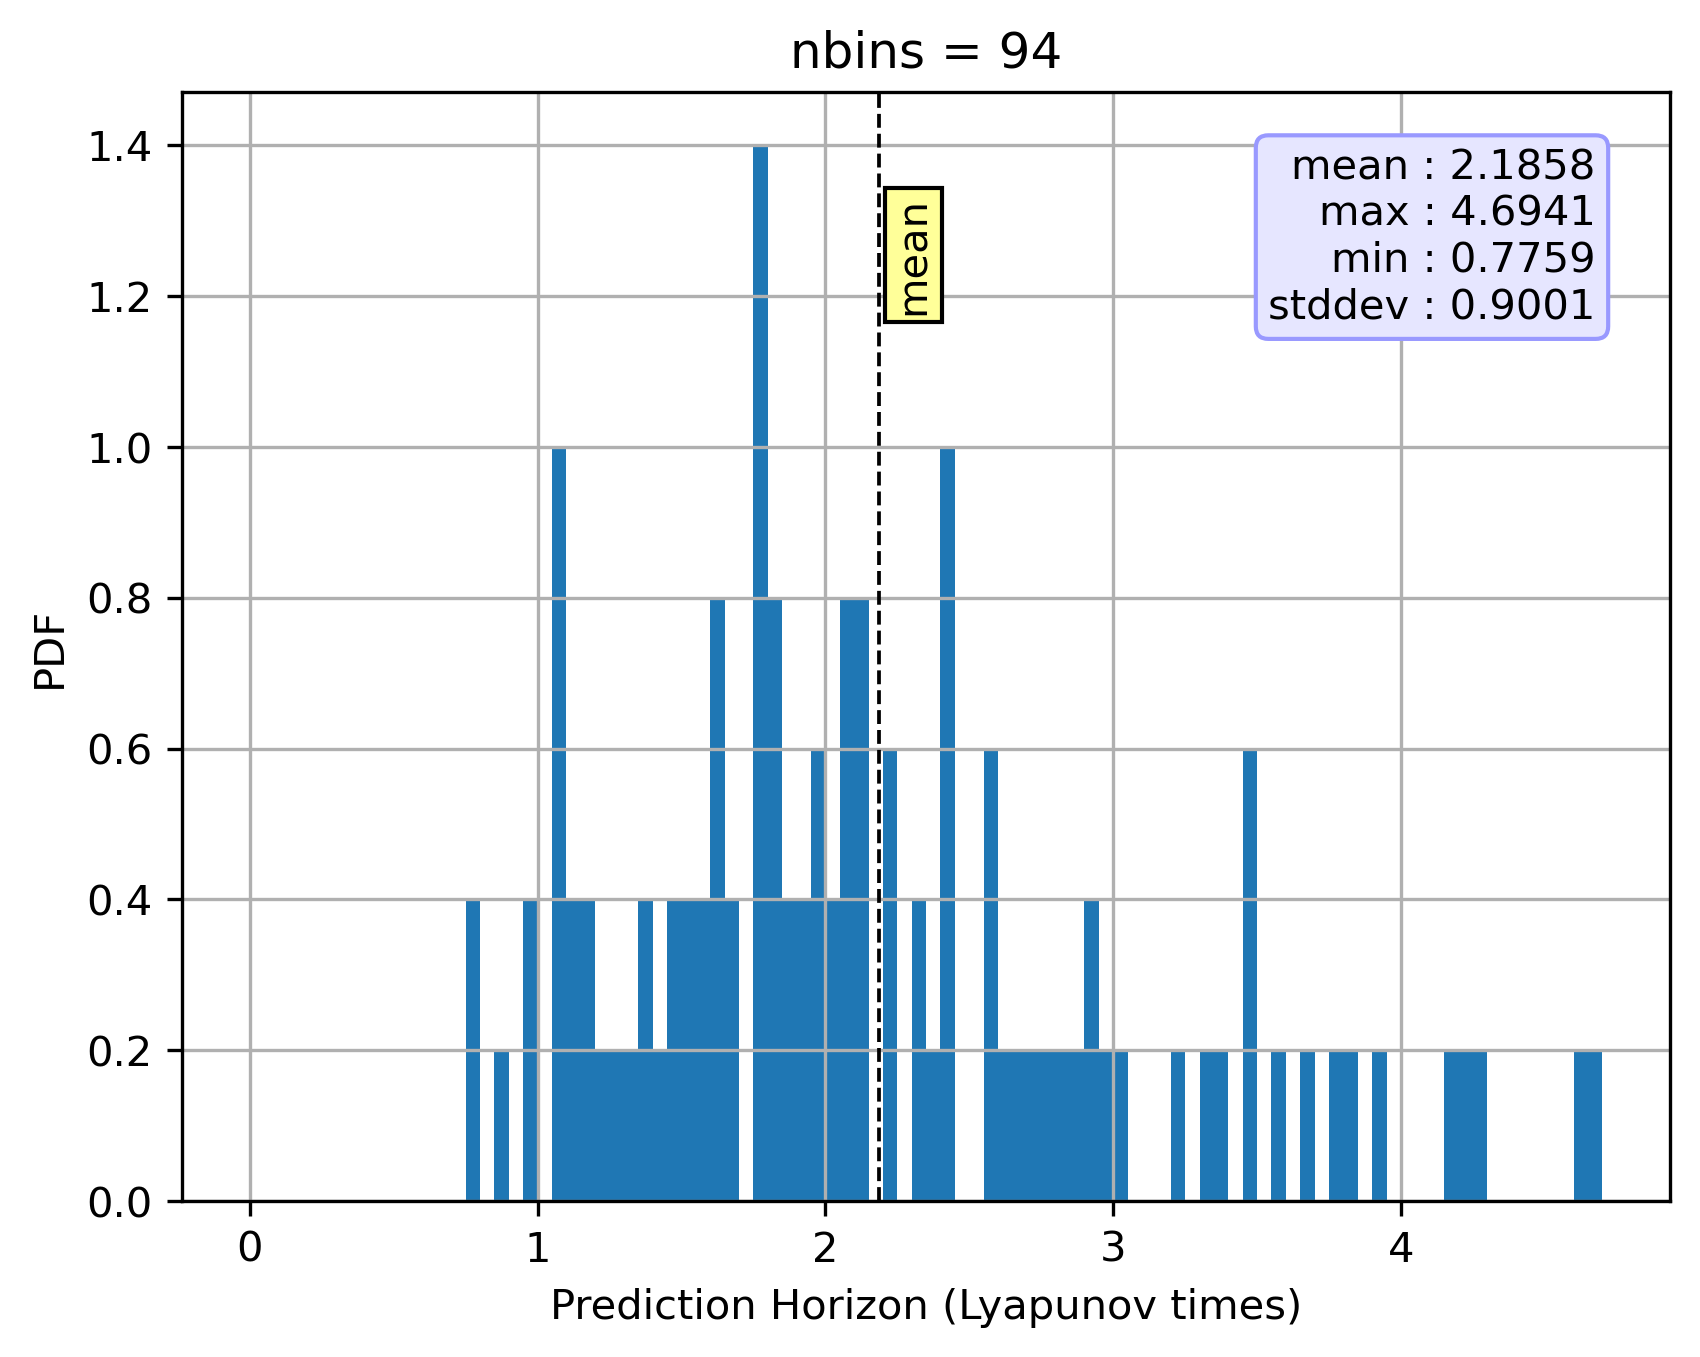 nbins = 94
1.4
1.2
1.0
0.8
0.6
0.4
0.2
0.0
PDF
mean
mean : 2.1858
max : 4.6941
min : 0.7759
stddev : 0.9001
0 1 2 3 4
Prediction Horizon (Lyapunov times)